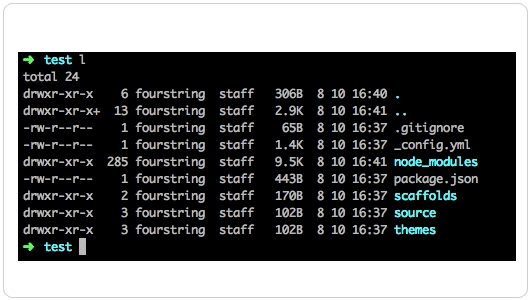 ➜ test l
total 24
drwxr-xr-x 6 fourstring staff 306B 8 10 16:40 .
drwxr-xr-x+ 13 fourstring staff 2.9K 8 10 16:41 ..
-rw-r--r-- 1 fourstring staff 65B 8 10 16:37 .gitignore
-rw-r--r-- 1 fourstring staff 1.4K 8 10 16:37 _config.yml
drwxr-xr-x 285 fourstring staff 9.5K 8 10 16:41 node_modules
-rw-r--r-- 1 fourstring staff 443B 8 10 16:37 package.json
drwxr-xr-x 2 fourstring staff 170B 8 10 16:37 scaffolds
drwxr-xr-x 3 fourstring staff 102B 8 10 16:37 source
drwxr-xr-x 3 fourstring staff 102B 8 10 16:37 themes
➜ test